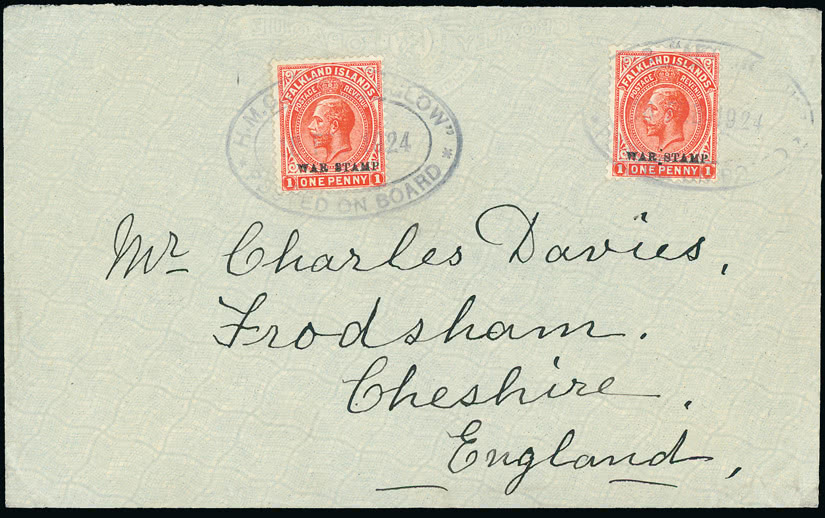 FALKLAND ISLANDS
POSTAGE REVENUE
WAR STAMP
1 ONE PENNY 1
POSTED ON BOARD
FALKLAND ISLANDS
POSTAGE REVENUE
WAR STAMP
1 ONE PENNY 1
1924
Mr Charles Davies,
Frodsham.
Cheshire,
England,